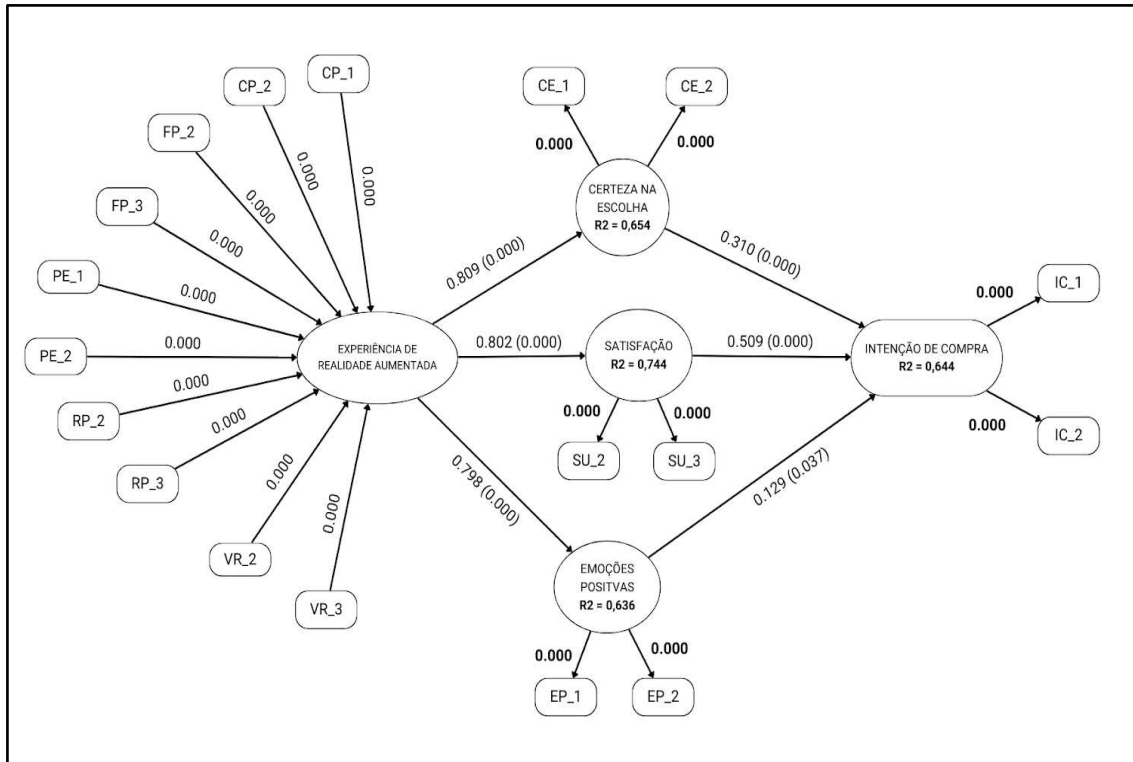 CP_1
0.000
CP_2
0.000
FP_2
0.000
FP_3
0.000
PE_1
0.000
PE_2
0.000
RP_2
0.000
RP_3
0.000
VR_2
0.000
VR_3
0.000
EXPERIÊNCIA DE
REALIDADE AUMENTADA
0.809 (0.000)
0.802 (0.000)
0.798 (0.000)
CE_1
CE_2
0.000
0.000
CERTEZA NA
ESCOLHA
R2 = 0,654
0.310 (0.000)
SATISFAÇÃO
R2 = 0,744
0.509 (0.000)
0.000
0.000
SU_2
SU_3
EMOÇÕES
POSITVAS
R2 = 0,636
0.129 (0.037)
0.000
0.000
EP_1
EP_2
INTENÇÃO DE COMPRA
R2 = 0,644
0.000
IC_1
0.000
IC_2